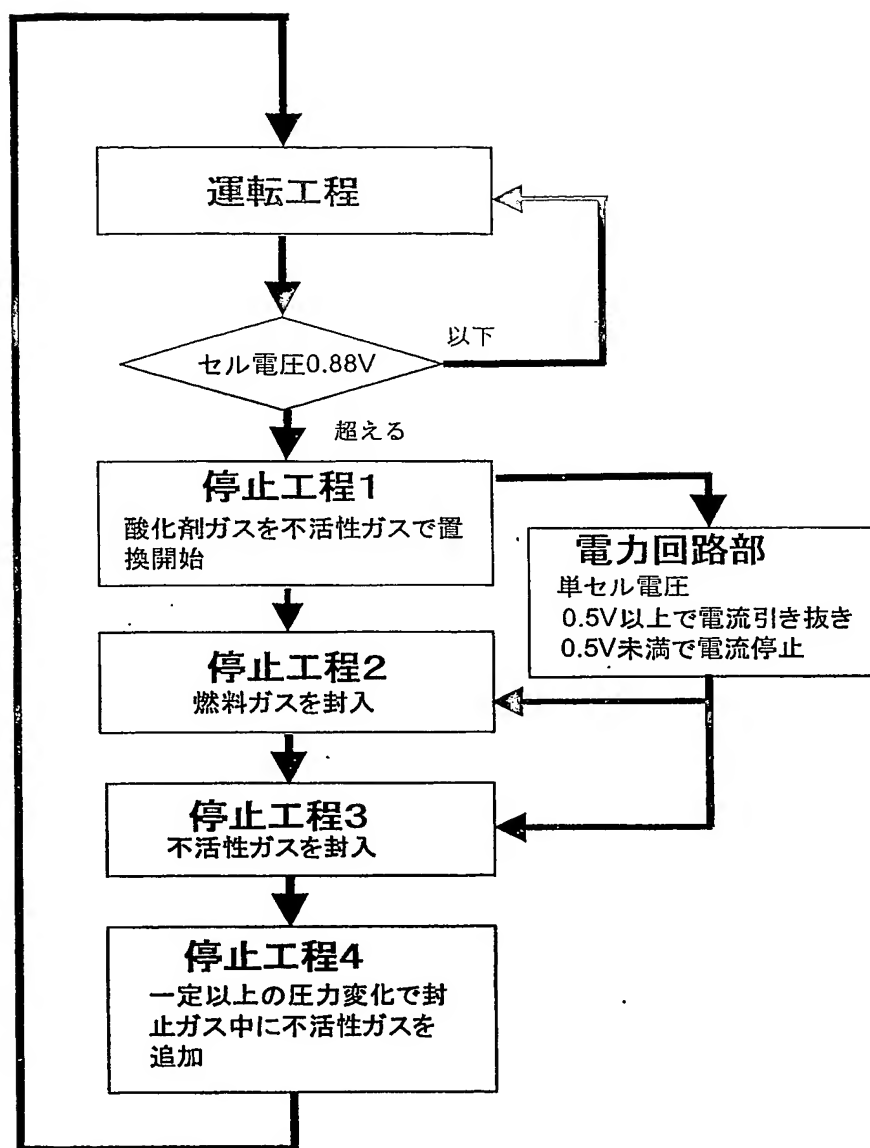 運転工程
以下
セル電圧0.88V
超える
停止工程1
酸化剤ガスを不活性ガスで置
換開始
電力回路部
単セル電圧
0.5V以上で電流引き抜き
0.5V未満で電流停止
停止工程2
燃料ガスを封入
停止工程3
不活性ガスを封入
停止工程4
一定以上の圧力変化で封
止ガス中に不活性ガスを
追加